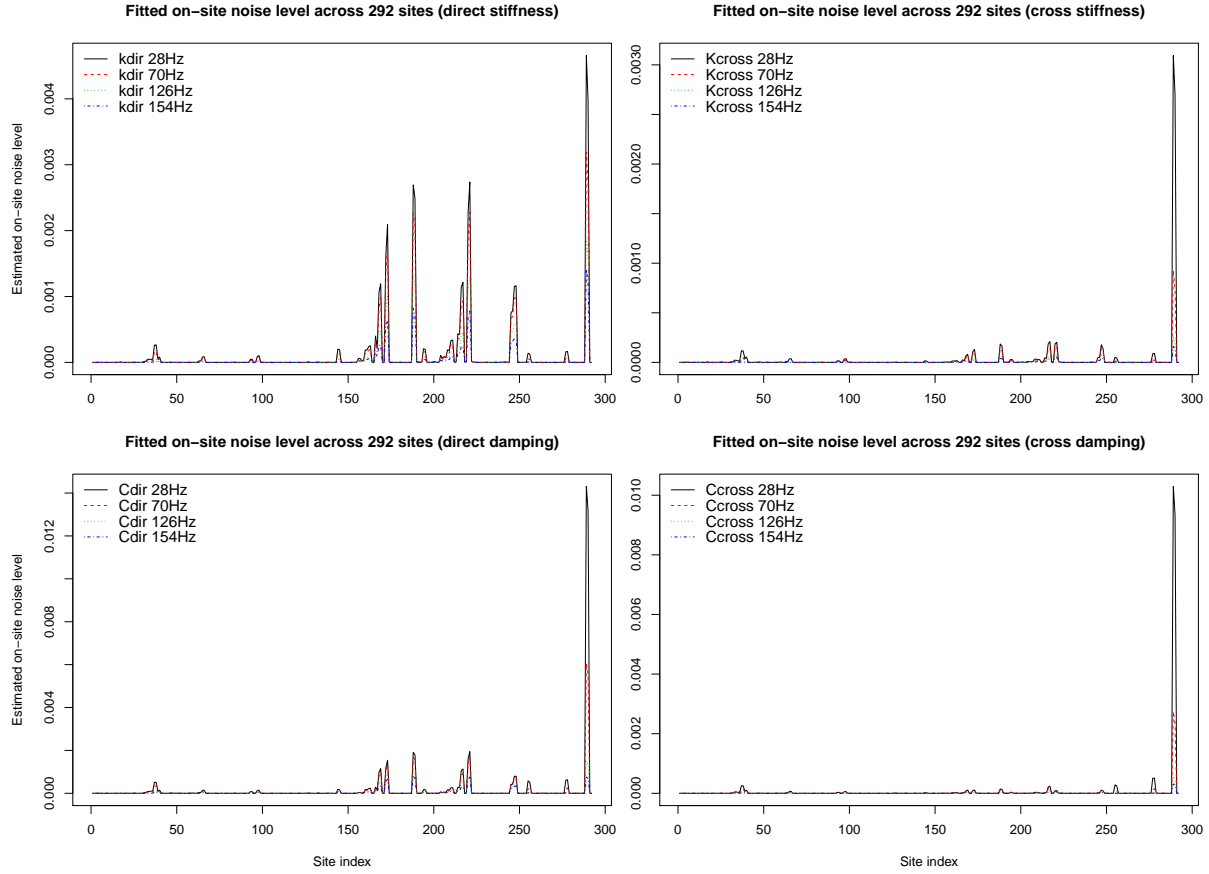 Fitted on−site noise level across 292 sites (direct stiffness)
kdir 28Hz
kdir 70Hz
kdir 126Hz
kdir 154Hz
Estimated on−site noise level
0.000
0.001
0.002
0.003
0.004
0
50
100
150
200
250
300
Fitted on−site noise level across 292 sites (cross stiffness)
Kcross 28Hz
Kcross 70Hz
Kcross 126Hz
Kcross 154Hz
0.0000
0.0010
0.0020
0.0030
0
50
100
150
200
250
300
Fitted on−site noise level across 292 sites (direct damping)
Cdir 28Hz
Cdir 70Hz
Cdir 126Hz
Cdir 154Hz
Estimated on−site noise level
0.000
0.004
0.008
0.012
0
50
100
150
200
250
300
Site index
Fitted on−site noise level across 292 sites (cross damping)
Ccross 28Hz
Ccross 70Hz
Ccross 126Hz
Ccross 154Hz
0.000
0.002
0.004
0.006
0.008
0.010
0
50
100
150
200
250
300
Site index